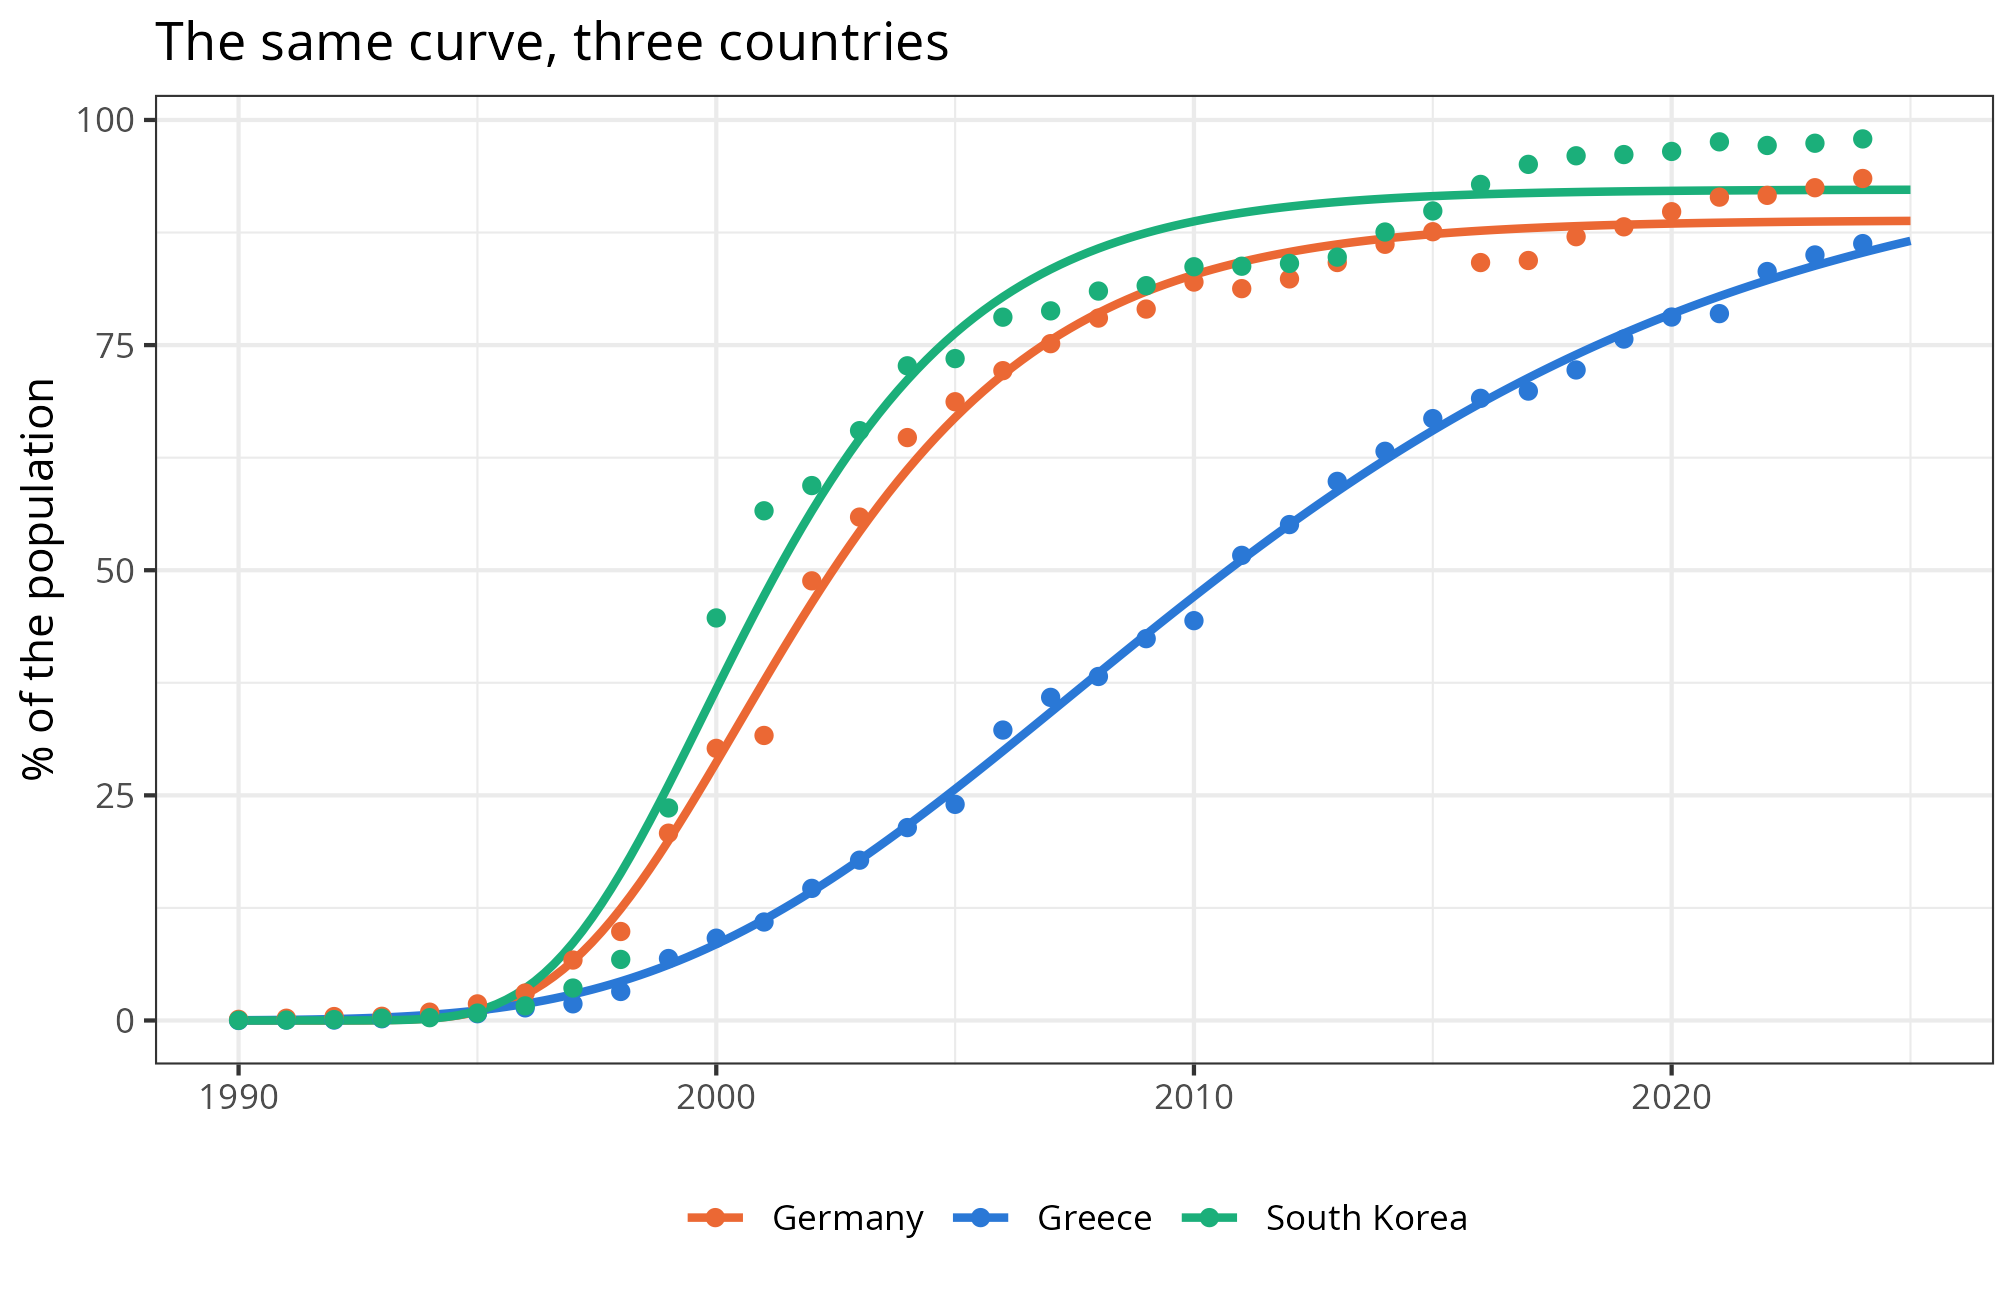 The same curve, three countries
% of the population
100
75
50
25
0
1990 2000 2010 2020
Germany Greece South Korea